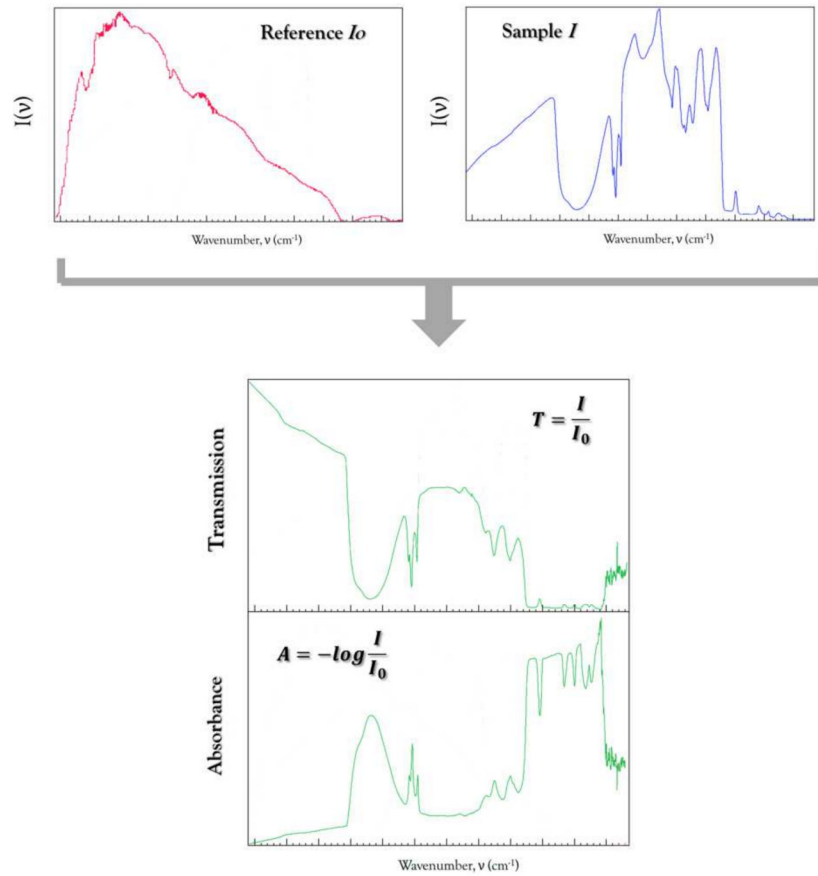 Reference Io
I(ν)
Wavenumber, ν (cm⁻¹)
Sample I
I(ν)
Wavenumber, ν (cm⁻¹)
Transmission
T = I/I₀
Absorbance
A = −log I/I₀
Wavenumber, ν (cm⁻¹)